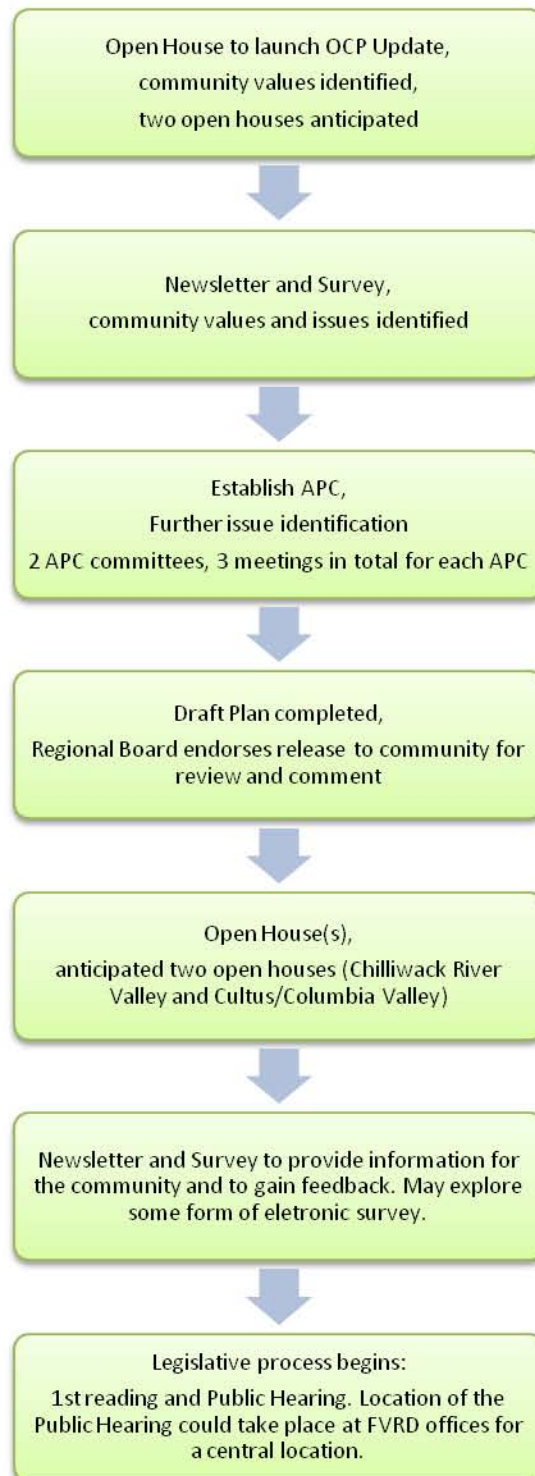 Open House to launch OCP Update,
community values identified,
two open houses anticipated
Newsletter and Survey,
community values and issues identified
Establish APC,
Further issue identification
2 APC committees, 3 meetings in total for each APC
Draft Plan completed,
Regional Board endorses release to community for
review and comment
Open House(s),
anticipated two open houses (Chilliwack River
Valley and Cultus/Columbia Valley)
Newsletter and Survey to provide information for
the community and to gain feedback. May explore
some form of eletronic survey.
Legislative process begins:
1st reading and Public Hearing. Location of the
Public Hearing could take place at FVRD offices for
a central location.